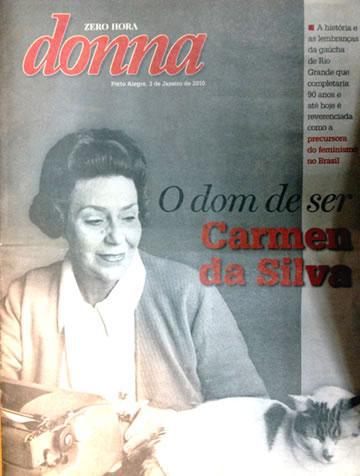 ZERO HORA
donna
Porto Alegre, 3 de Janeiro de 2010
A história e
as lembranças
da gaúcha
de Rio
Grande que
completaria
90 anos e
até hoje é
reverenciada
como a
precursora
do feminismo
no Brasil
O dom de ser
Carmen
da Silva